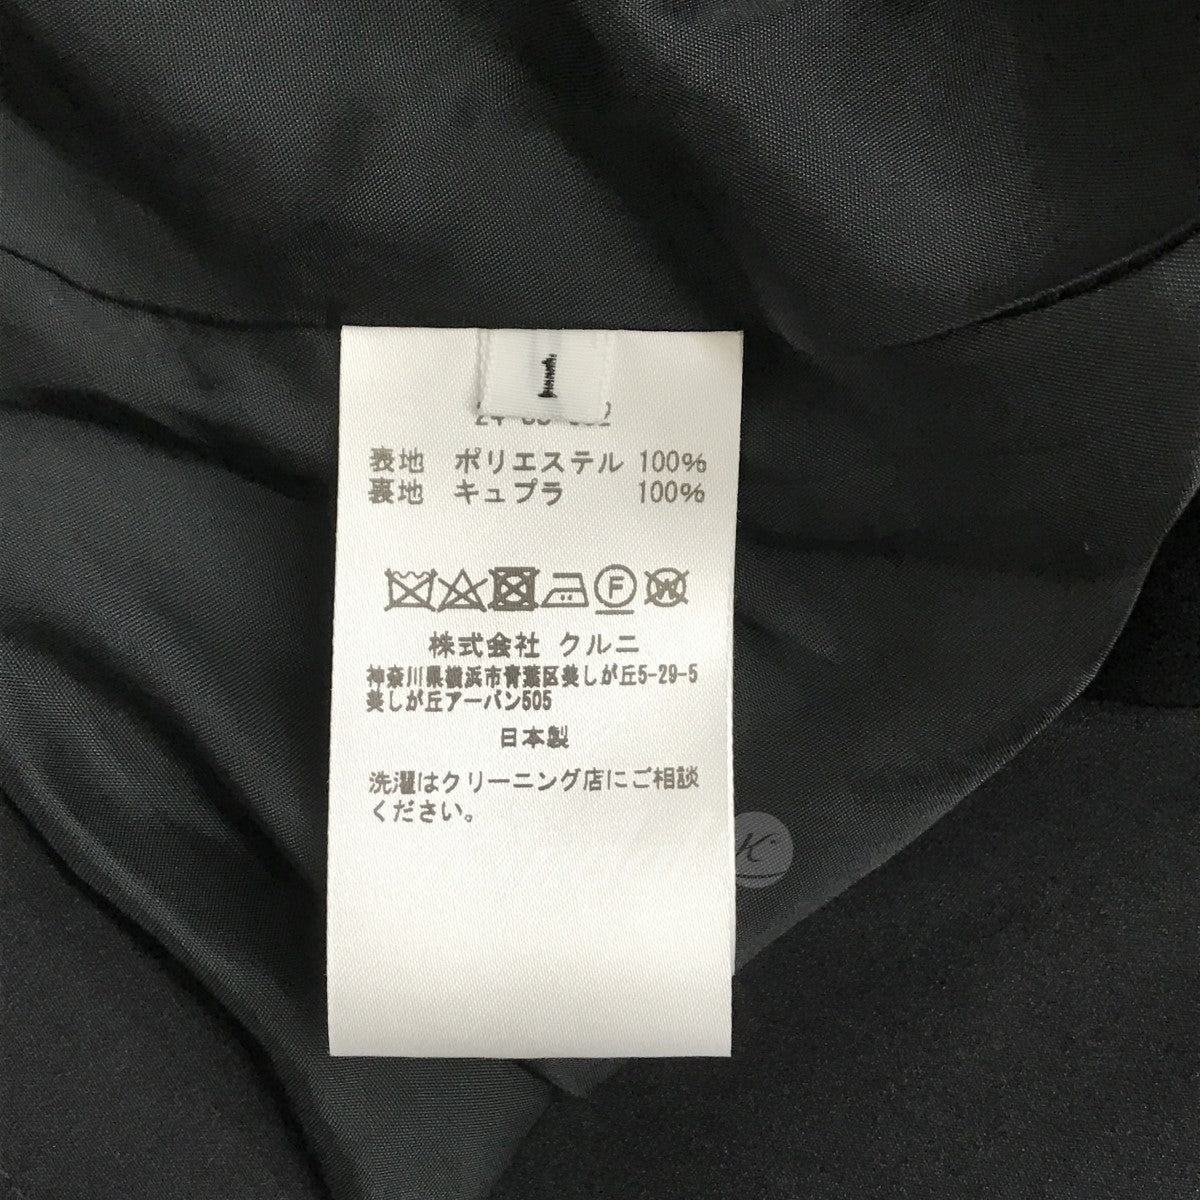 1
表地 ポリエステル 100%
裏地 キュプラ 100%
F
W
株式会社 クルニ
神奈川県横浜市青葉区美しが丘5-29-5
美しが丘アーバン505
日本製
洗濯はクリーニング店にご相談
ください。
K